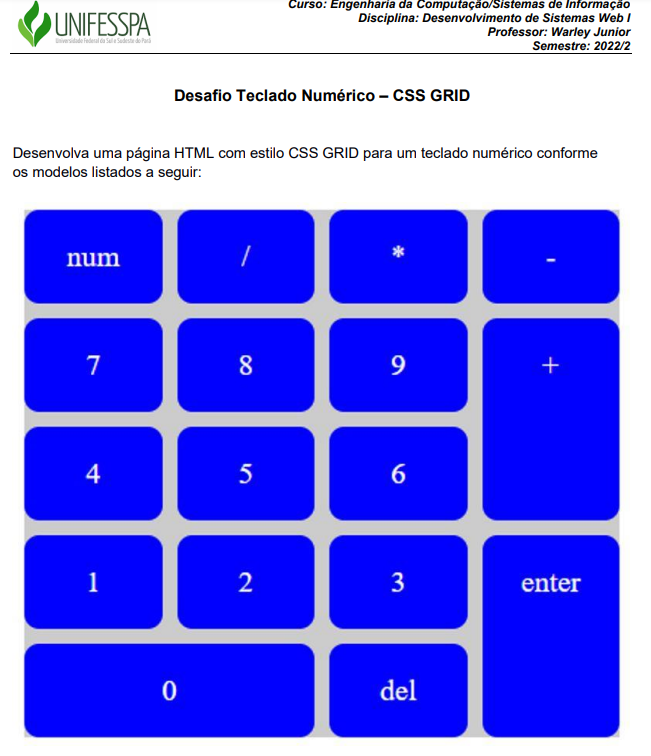 Curso: Engenharia da Computação/Sistemas de Informação
UNIFESSPA
Universidade Federal do Sul e Sudeste do Pará
Disciplina: Desenvolvimento de Sistemas Web I
Professor: Warley Junior
Semestre: 2022/2
Desafio Teclado Numérico – CSS GRID
Desenvolva uma página HTML com estilo CSS GRID para um teclado numérico conforme
os modelos listados a seguir:
num / * -
7 8 9 +
4 5 6
1 2 3 enter
0 del